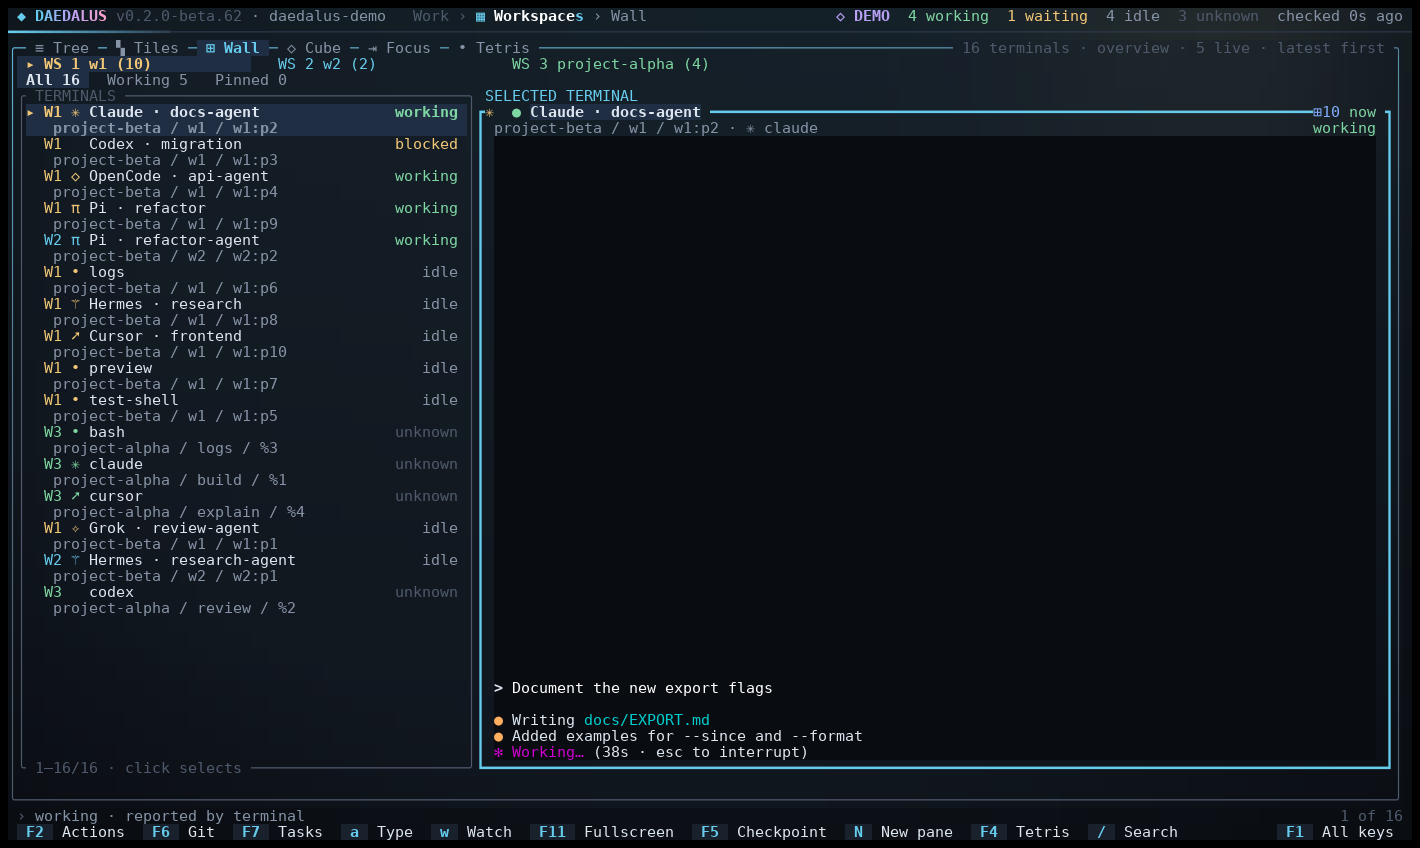 ◆ DAEDALUS v0.2.0-beta.62 · daedalus-demo Work › ▦ Workspaces › Wall ◇ DEMO 4 working 1 waiting 4 idle 3 unknown checked 0s ago
≡ Tree ─ ▚ Tiles ─ ⊞ Wall ─ ◇ Cube ─ ⇥ Focus ─ • Tetris 16 terminals · overview · 5 live · latest first
▸ WS 1 w1 (10) WS 2 w2 (2) WS 3 project-alpha (4)
All 16 Working 5 Pinned 0
TERMINALS
▸ W1 ✳ Claude · docs-agent working
project-beta / w1 / w1:p2
W1 Codex · migration blocked
project-beta / w1 / w1:p3
W1 ◇ OpenCode · api-agent working
project-beta / w1 / w1:p4
W1 π Pi · refactor working
project-beta / w1 / w1:p9
W2 π Pi · refactor-agent working
project-beta / w2 / w2:p2
W1 • logs idle
project-beta / w1 / w1:p6
W1 ⚚ Hermes · research idle
project-beta / w1 / w1:p8
W1 ➚ Cursor · frontend idle
project-beta / w1 / w1:p10
W1 • preview idle
project-beta / w1 / w1:p7
W1 • test-shell idle
project-beta / w1 / w1:p5
W3 • bash unknown
project-alpha / logs / %3
W3 ✳ claude unknown
project-alpha / build / %1
W3 ➚ cursor unknown
project-alpha / explain / %4
W1 ✧ Grok · review-agent idle
project-beta / w1 / w1:p1
W2 ⚚ Hermes · research-agent idle
project-beta / w2 / w2:p1
W3 codex unknown
project-alpha / review / %2
1—16/16 · click selects
SELECTED TERMINAL
✳ ● Claude · docs-agent ⊞10 now
project-beta / w1 / w1:p2 · ✳ claude working
> Document the new export flags
● Writing docs/EXPORT.md
● Added examples for --since and --format
✻ Working… (38s · esc to interrupt)
› working · reported by terminal 1 of 16
F2 Actions F6 Git F7 Tasks a Type w Watch F11 Fullscreen F5 Checkpoint N New pane F4 Tetris / Search F1 All keys